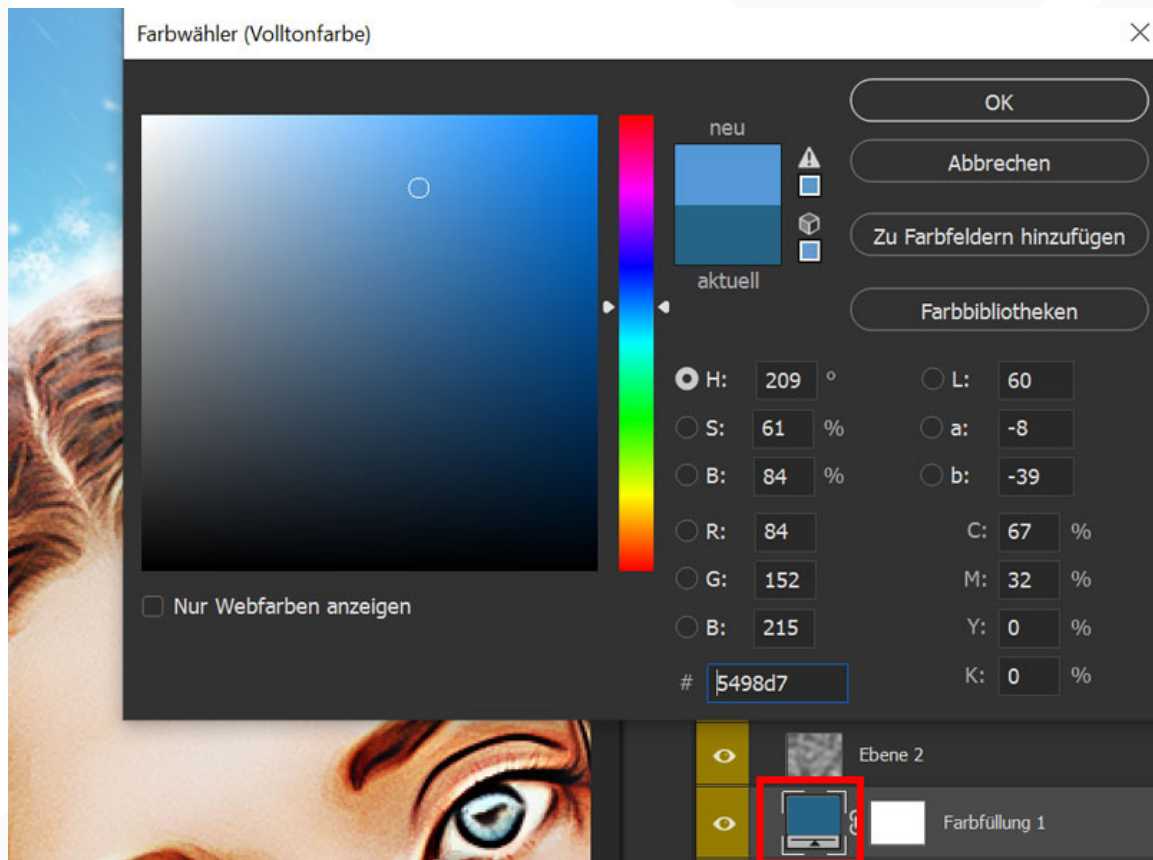 Farbwähler (Volltonfarbe)
OK
neu
Abbrechen
Zu Farbfeldern hinzufügen
aktuell
Farbbibliotheken
H: 209 ° L: 60
S: 61 % a: -8
B: 84 % b: -39
R: 84 C: 67 %
G: 152 M: 32 %
Nur Webfarben anzeigen
B: 215 Y: 0 %
# 5498d7 K: 0 %
Ebene 2
Farbfüllung 1